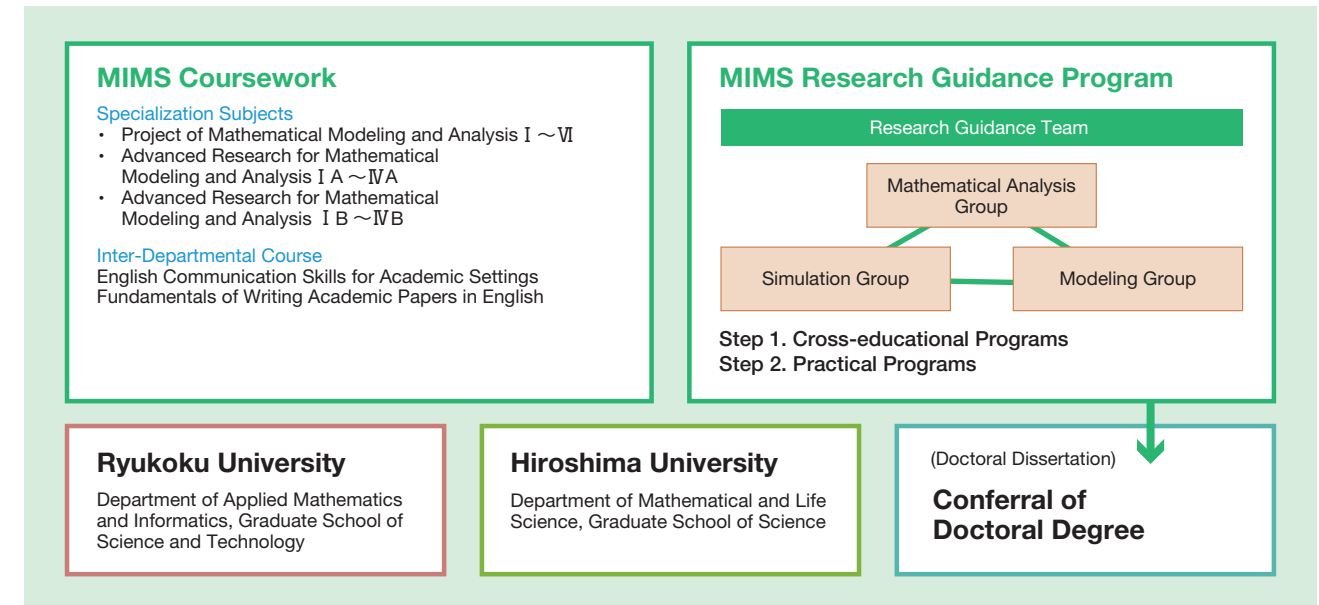 MIMS Coursework
Specialization Subjects
・ Project of Mathematical Modeling and Analysis Ⅰ～Ⅵ
・ Advanced Research for Mathematical
Modeling and Analysis Ⅰ A～ⅣA
・ Advanced Research for Mathematical
Modeling and Analysis Ⅰ B～ⅣB
Inter-Departmental Course
English Communication Skills for Academic Settings
Fundamentals of Writing Academic Papers in English
MIMS Research Guidance Program
Research Guidance Team
Mathematical Analysis
Group
Simulation Group
Modeling Group
Step 1. Cross-educational Programs
Step 2. Practical Programs
Ryukoku University
Department of Applied Mathematics
and Informatics, Graduate School of
Science and Technology
Hiroshima University
Department of Mathematical and Life
Science, Graduate School of Science
(Doctoral Dissertation)
Conferral of
Doctoral Degree